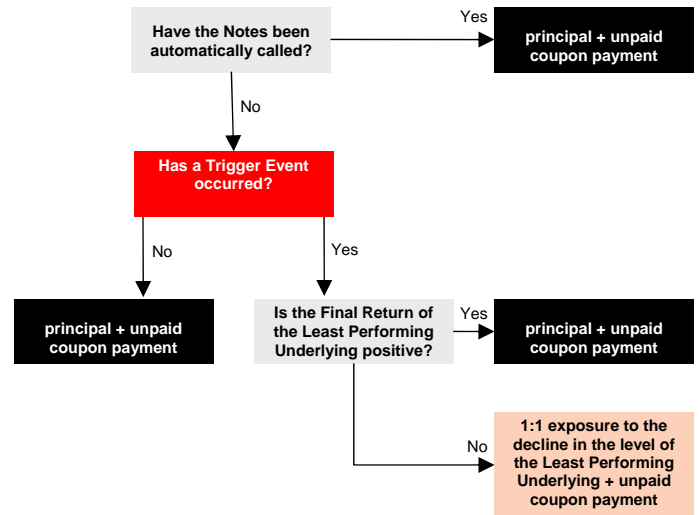 Have the Notes been
automatically called?
Yes
principal + unpaid
coupon payment
No
Has a Trigger Event
occurred?
No
Yes
principal + unpaid
coupon payment
Is the Final Return of
the Least Performing
Underlying positive?
Yes
principal + unpaid
coupon payment
No
1:1 exposure to the
decline in the level of
the Least Performing
Underlying + unpaid
coupon payment